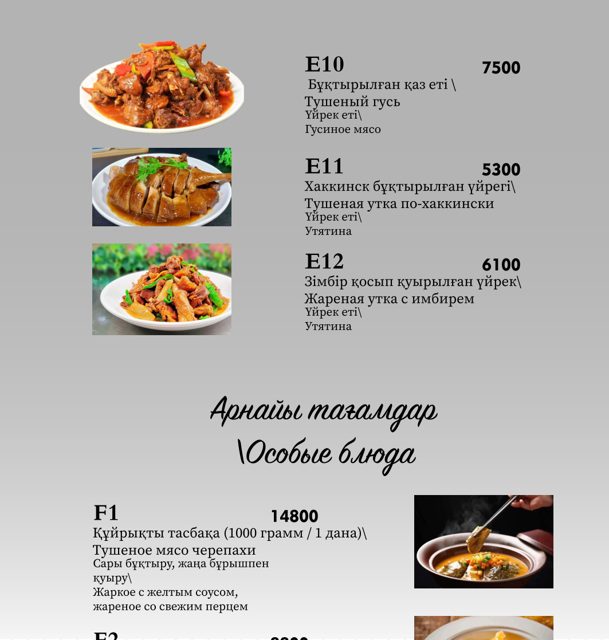 E10
7500
Бұқтырылған қаз еті \
Тушеный гусь
Үйрек еті\
Гусиное мясо
E11
5300
Хаккинск бұқтырылған үйрегі\
Тушеная утка по-хаккински
Үйрек еті\
Утятина
E12
6100
Зімбір қосып қуырылған үйрек\
Жареная утка с имбирем
Үйрек еті\
Утятина
Арнайы тағамдар
\Особые блюда
F1
14800
Құйрықты тасбақа (1000 грамм / 1 дана)\
Тушеное мясо черепахи
Сары бұқтыру, жаңа бұрышпен
қуыру\
Жаркое с желтым соусом,
жареное со свежим перцем